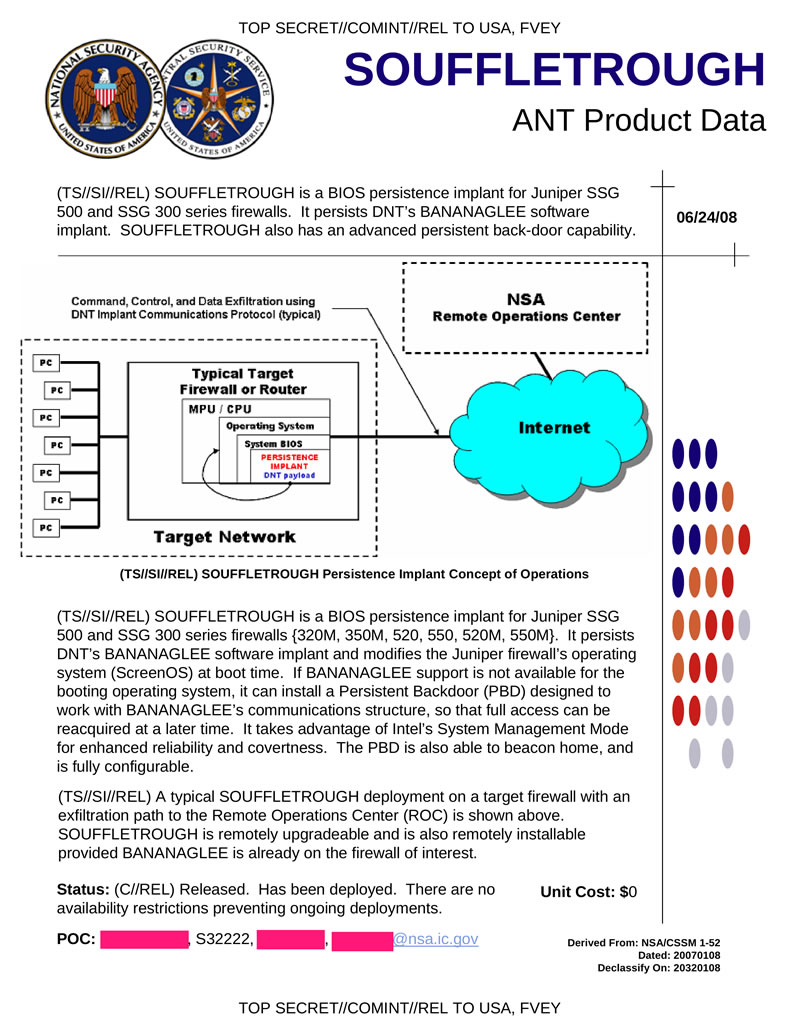 TOP SECRET//COMINT//REL TO USA, FVEY
NATIONAL SECURITY AGENCY
UNITED STATES OF AMERICA
TRAL SECURITY SERVICE
UNITED STATES OF AMERICA
SOUFFLETROUGH
ANT Product Data
(TS//SI//REL) SOUFFLETROUGH is a BIOS persistence implant for Juniper SSG
500 and SSG 300 series firewalls. It persists DNT's BANANAGLEE software
implant. SOUFFLETROUGH also has an advanced persistent back-door capability.
06/24/08
Command, Control, and Data Exfiltration using
DNT Implant Communications Protocol (typical)
NSA
Remote Operations Center
PC
PC
PC
PC
PC
PC
PC
Typical Target
Firewall or Router
MPU / CPU
Operating System
System BIOS
PERSISTENCE
IMPLANT
DNT payload
Internet
Target Network
(TS//SI//REL) SOUFFLETROUGH Persistence Implant Concept of Operations
(TS//SI//REL) SOUFFLETROUGH is a BIOS persistence implant for Juniper SSG
500 and SSG 300 series firewalls {320M, 350M, 520, 550, 520M, 550M}. It persists
DNT's BANANAGLEE software implant and modifies the Juniper firewall's operating
system (ScreenOS) at boot time. If BANANAGLEE support is not available for the
booting operating system, it can install a Persistent Backdoor (PBD) designed to
work with BANANAGLEE's communications structure, so that full access can be
reacquired at a later time. It takes advantage of Intel's System Management Mode
for enhanced reliability and covertness. The PBD is also able to beacon home, and
is fully configurable.
(TS//SI/REL) A typical SOUFFLETROUGH deployment on a target firewall with an
exfiltration path to the Remote Operations Center (ROC) is shown above.
SOUFFLETROUGH is remotely upgradeable and is also remotely installable
provided BANANAGLEE is already on the firewall of interest.
Status: (C//REL) Released. Has been deployed. There are no
availability restrictions preventing ongoing deployments.
Unit Cost: $0
POC: , S32222, , @nsa.ic.gov
Derived From: NSA/CSSM 1-52
Dated: 20070108
Declassify On: 20320108
TOP SECRET//COMINT//REL TO USA, FVEY